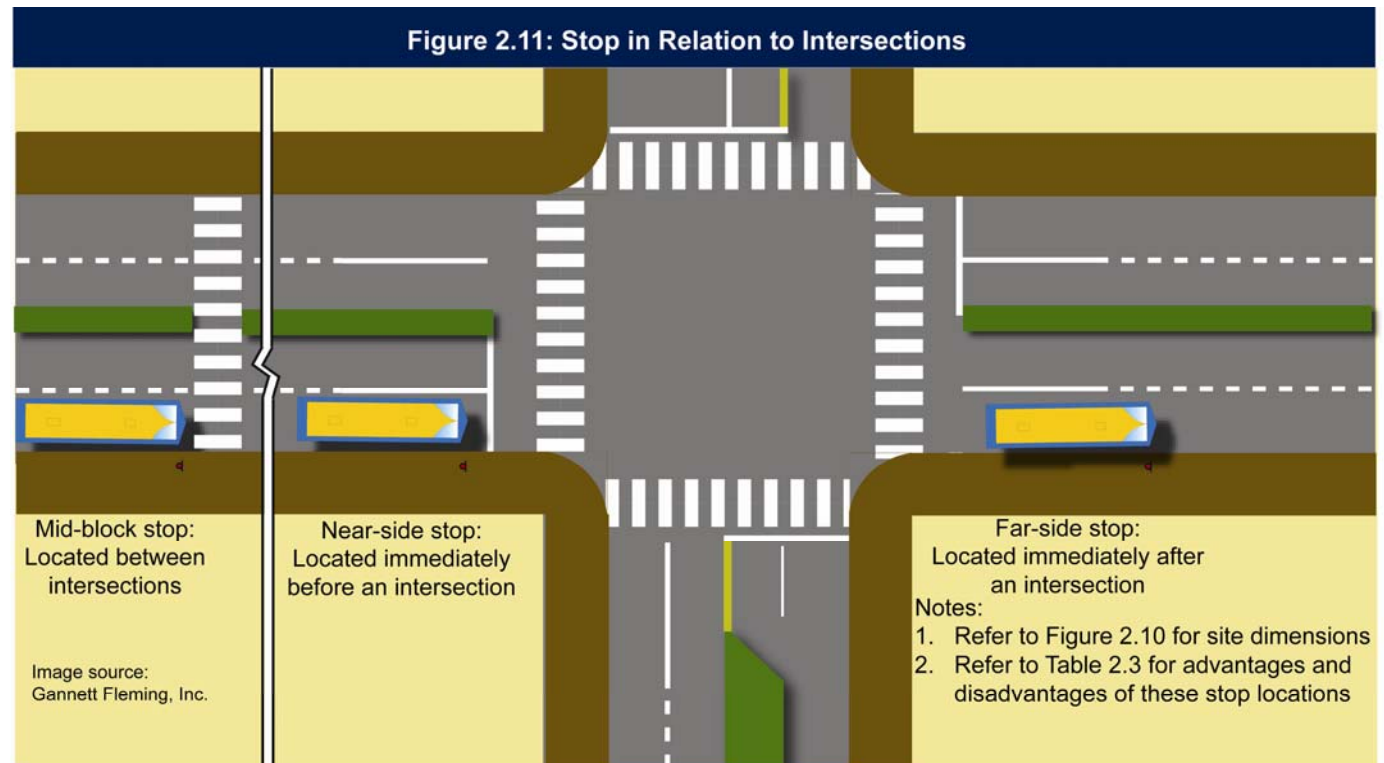 Figure 2.11: Stop in Relation to Intersections
Mid-block stop:
Located between
intersections
Image source:
Gannett Fleming, Inc.
Near-side stop:
Located immediately
before an intersection
Far-side stop:
Located immediately after
an intersection
Notes:
1. Refer to Figure 2.10 for site dimensions
2. Refer to Table 2.3 for advantages and
disadvantages of these stop locations